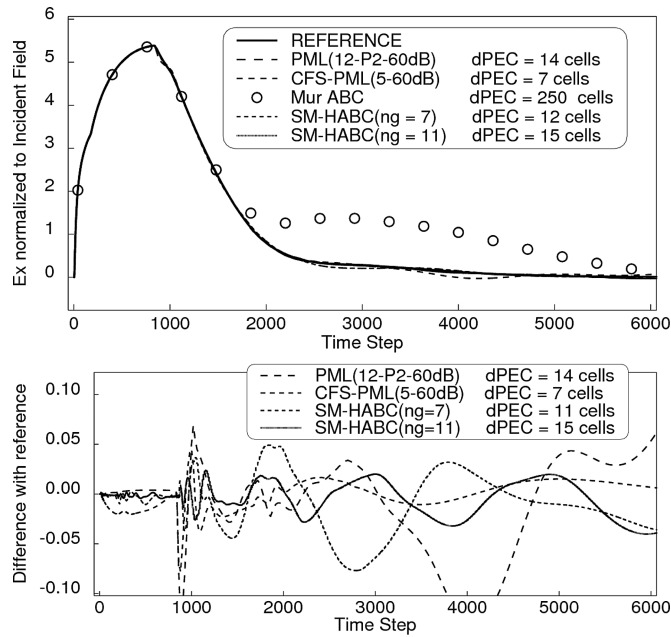 6
5
4
3
2
1
0
Ex normalized to Incident Field
REFERENCE
PML(12-P2-60dB) dPEC = 14 cells
CFS-PML(5-60dB) dPEC = 7 cells
Mur ABC dPEC = 250 cells
SM-HABC(ng = 7) dPEC = 12 cells
SM-HABC(ng = 11) dPEC = 15 cells
0 1000 2000 3000 4000 5000 6000
Time Step
PML(12-P2-60dB) dPEC = 14 cells
CFS-PML(5-60dB) dPEC = 7 cells
SM-HABC(ng=7) dPEC = 11 cells
SM-HABC(ng=11) dPEC = 15 cells
0.10
0.05
0.00
-0.05
-0.10
Difference with reference
0 1000 2000 3000 4000 5000 6000
Time Step